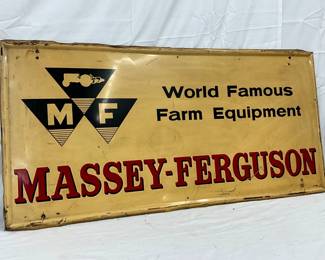 M F
World Famous
Farm Equipment
MASSEY-FERGUSON